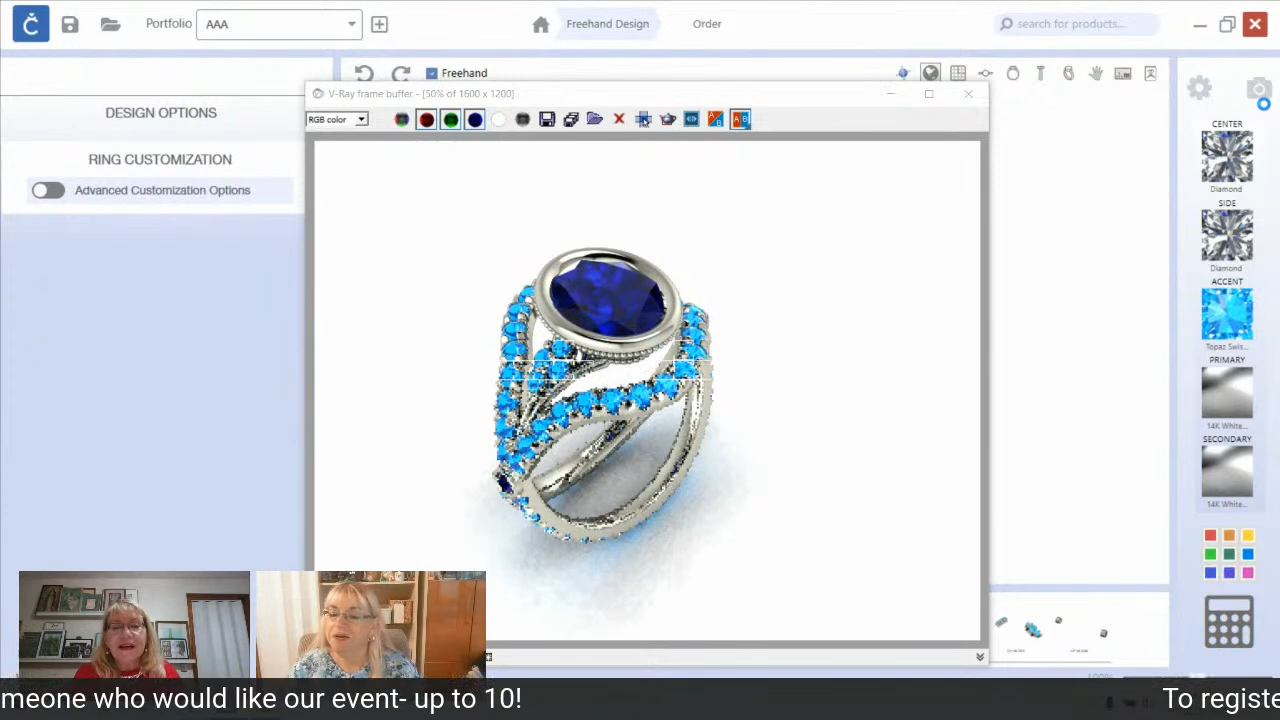 Č
Portfolio
AAA
Freehand Design
Order
search for products...
Freehand
V-Ray frame buffer - [50% of 1600 x 1200]
RGB color
DESIGN OPTIONS
RING CUSTOMIZATION
Advanced Customization Options
CENTER
Diamond
SIDE
Diamond
ACCENT
Topaz Swis...
PRIMARY
14K White...
SECONDARY
14K White...
meone who would like our event- up to 10!
To registe